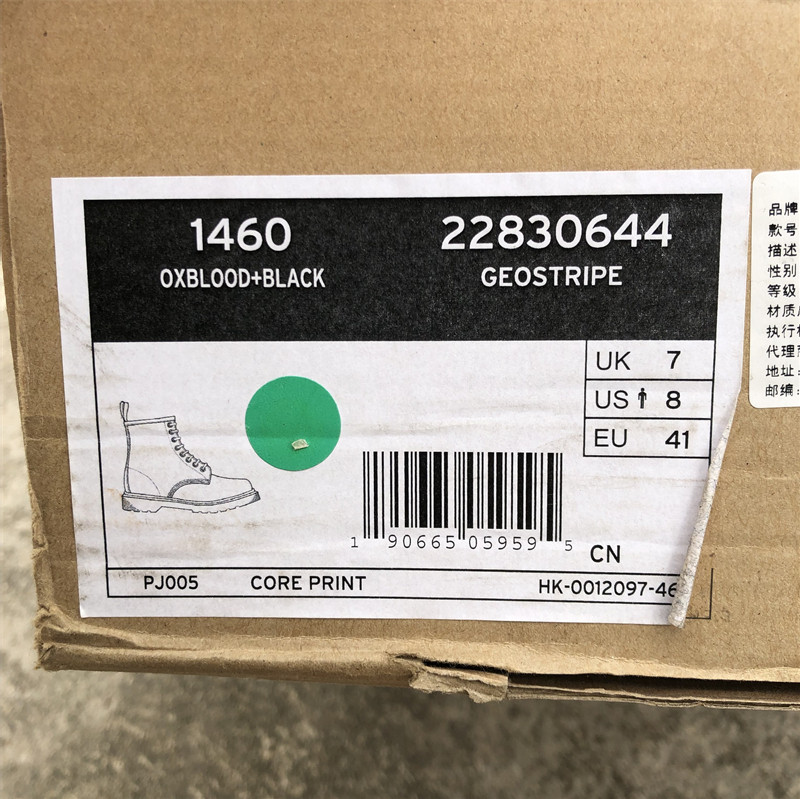 1460
22830644
OXBLOOD+BLACK
GEOSTRIPE
UK 7
US 8
EU 41
1 90665 05959 5
CN
PJ005
CORE PRINT
HK-0012097-46
品牌
款号
描述
性别
等级
材质
执行
代理
地址:
邮编: